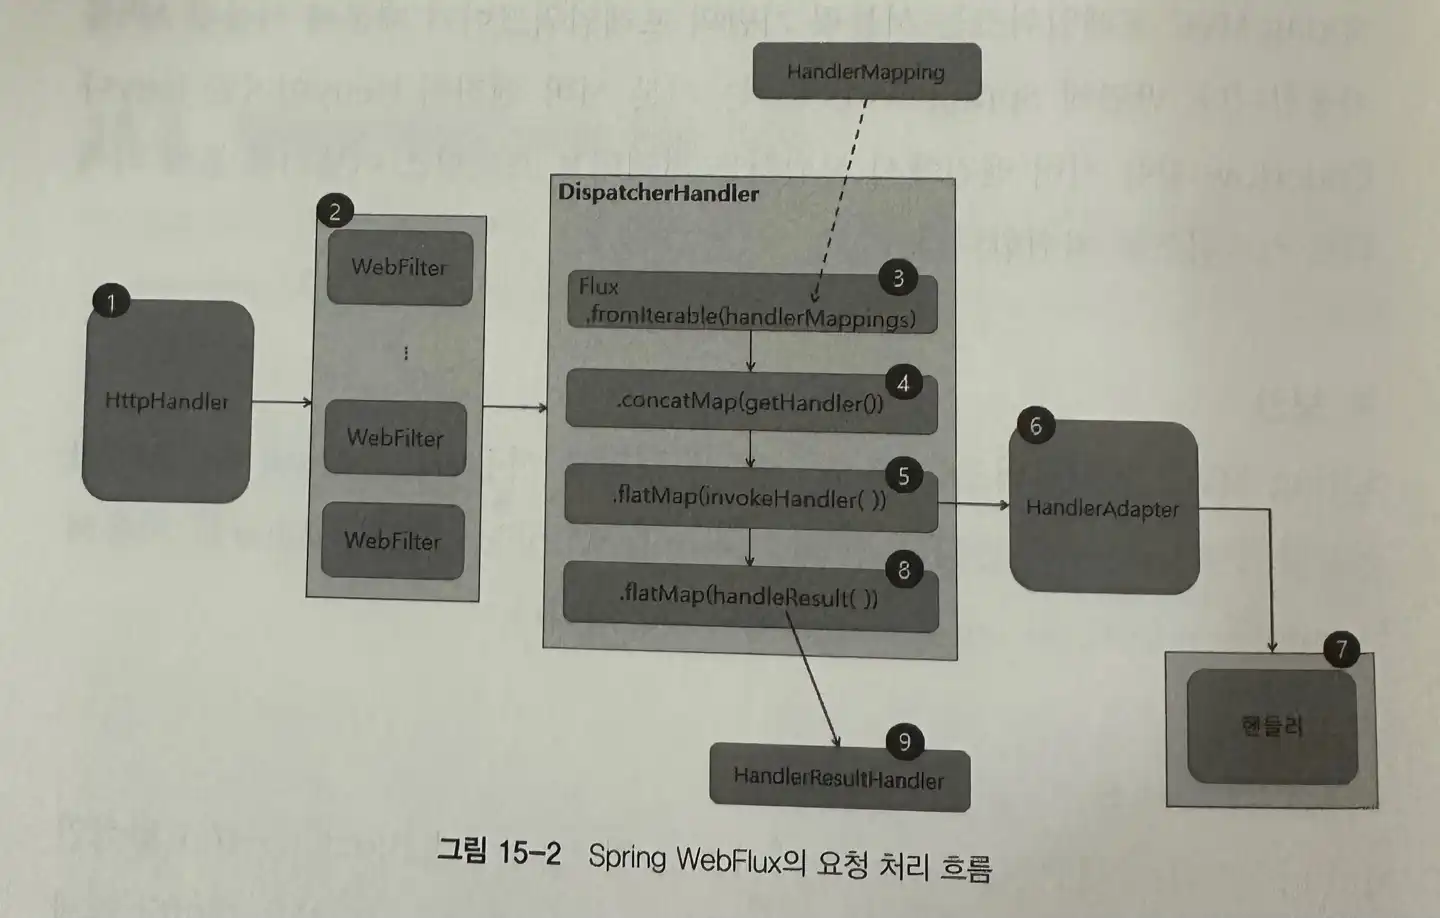 HandlerMapping
DispatcherHandler
2
WebFilter
3
Flux
.fromIterable(handlerMappings)
1
HttpHandler
⋮
4
.concatMap(getHandler())
WebFilter
5
.flatMap(invokeHandler( ))
6
HandlerAdapter
WebFilter
8
.flatMap(handleResult( ))
7
핸들러
9
HandlerResultHandler
그림 15-2 Spring WebFlux의 요청 처리 흐름